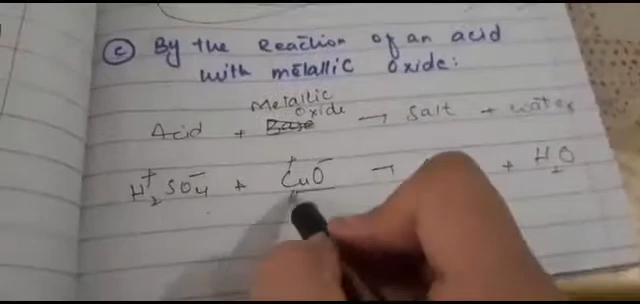 (c) By the Reaction of an acid
with metallic oxide:
Acid + Base Metallic Oxide → Salt + water
H₂⁺SO₄⁻ + Cu⁺O⁻ → + H₂O